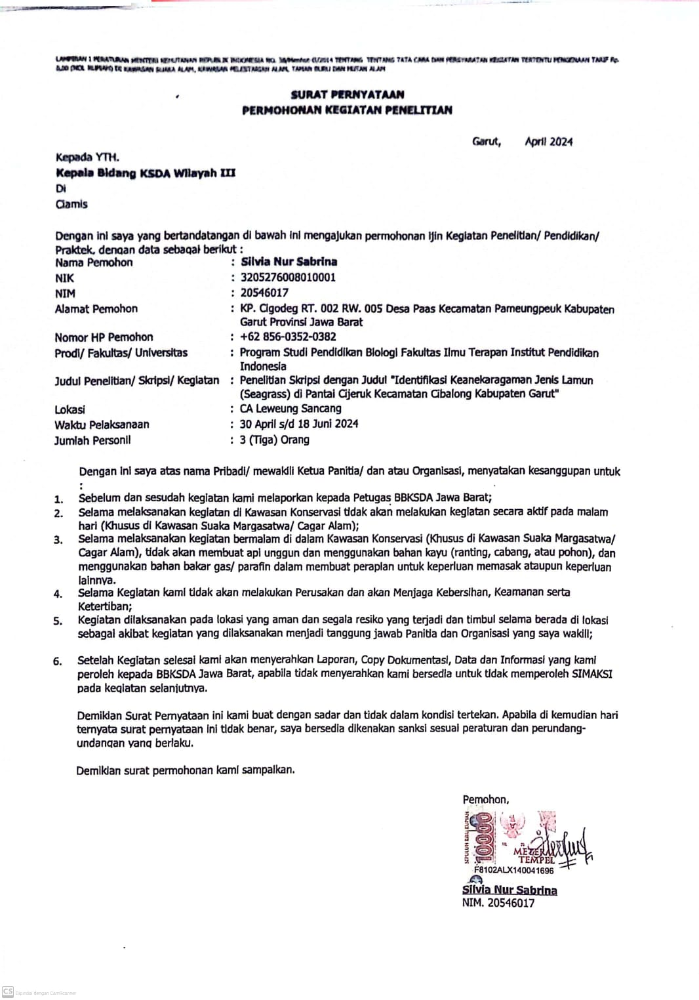 LAMPIRAN 1 PERATURAN MENTERI KEHUTANAN REPUBLIK INDONESIA NO. TENTANG TENTANG TATA CARA DAN PERSYARATAN KEGIATAN TERTENTU PENGENAAN TARIF Rp.
0,00 (NOL RUPIAH) DI KAWASAN SUAKA ALAM, KAWASAN PELESTARIAN ALAM, TAMAN BURU DAN HUTAN ALAM
SURAT PERNYATAAN
PERMOHONAN KEGIATAN PENELITIAN
Garut, April 2024
Kepada YTH.
Kepala Bidang KSDA Wilayah III
Di
Ciamis
Dengan ini saya yang bertandatangan di bawah ini mengajukan permohonan ijin Kegiatan Penelitian/ Pendidikan/
Praktek, dengan data sebagai berikut :
Nama Pemohon : Silvia Nur Sabrina
NIK : 3205276008010001
NIM : 20546017
Alamat Pemohon : KP. Cigodeg RT. 002 RW. 005 Desa Paas Kecamatan Pameungpeuk Kabupaten
Garut Provinsi Jawa Barat
Nomor HP Pemohon : +62 856-0352-0382
Prodi/ Fakultas/ Universitas : Program Studi Pendidikan Biologi Fakultas Ilmu Terapan Institut Pendidikan
Indonesia
Judul Penelitian/ Skripsi/ Kegiatan : Penelitian Skripsi dengan Judul "Identifikasi Keanekaragaman Jenis Lamun
(Seagrass) di Pantai Cijeruk Kecamatan Cibalong Kabupaten Garut"
Lokasi : CA Leweung Sancang
Waktu Pelaksanaan : 30 April s/d 18 Juni 2024
Jumlah Personil : 3 (Tiga) Orang
Dengan ini saya atas nama Pribadi/ mewakili Ketua Panitia/ dan atau Organisasi, menyatakan kesanggupan untuk
:
1. Sebelum dan sesudah kegiatan kami melaporkan kepada Petugas BBKSDA Jawa Barat;
2. Selama melaksanakan kegiatan di Kawasan Konservasi tidak akan melakukan kegiatan secara aktif pada malam
hari (Khusus di Kawasan Suaka Margasatwa/ Cagar Alam);
3. Selama melaksanakan kegiatan bermalam di dalam Kawasan Konservasi (Khusus di Kawasan Suaka Margasatwa/
Cagar Alam), tidak akan membuat api unggun dan menggunakan bahan kayu (ranting, cabang, atau pohon), dan
menggunakan bahan bakar gas/ parafin dalam membuat perapian untuk keperluan memasak ataupun keperluan
lainnya.
4. Selama Kegiatan kami tidak akan melakukan Perusakan dan akan Menjaga Kebersihan, Keamanan serta
Ketertiban;
5. Kegiatan dilaksanakan pada lokasi yang aman dan segala resiko yang terjadi dan timbul selama berada di lokasi
sebagai akibat kegiatan yang dilaksanakan menjadi tanggung jawab Panitia dan Organisasi yang saya wakili;
6. Setelah Kegiatan selesai kami akan menyerahkan Laporan, Copy Dokumentasi, Data dan Informasi yang kami
peroleh kepada BBKSDA Jawa Barat, apabila tidak menyerahkan kami bersedia untuk tidak memperoleh SIMAKSI
pada kegiatan selanjutnya.
Demikian Surat Pernyataan ini kami buat dengan sadar dan tidak dalam kondisi tertekan. Apabila di kemudian hari
ternyata surat pernyataan ini tidak benar, saya bersedia dikenakan sanksi sesuai peraturan dan perundang-
undangan yang berlaku.
Demikian surat permohonan kami sampaikan.
Pemohon,
SEPULUH RIBU RUPIAH
10000
METERAI
TEMPEL
F8102ALX140041696
Silvia Nur Sabrina
NIM. 20546017
CS Dipindai dengan CamScanner